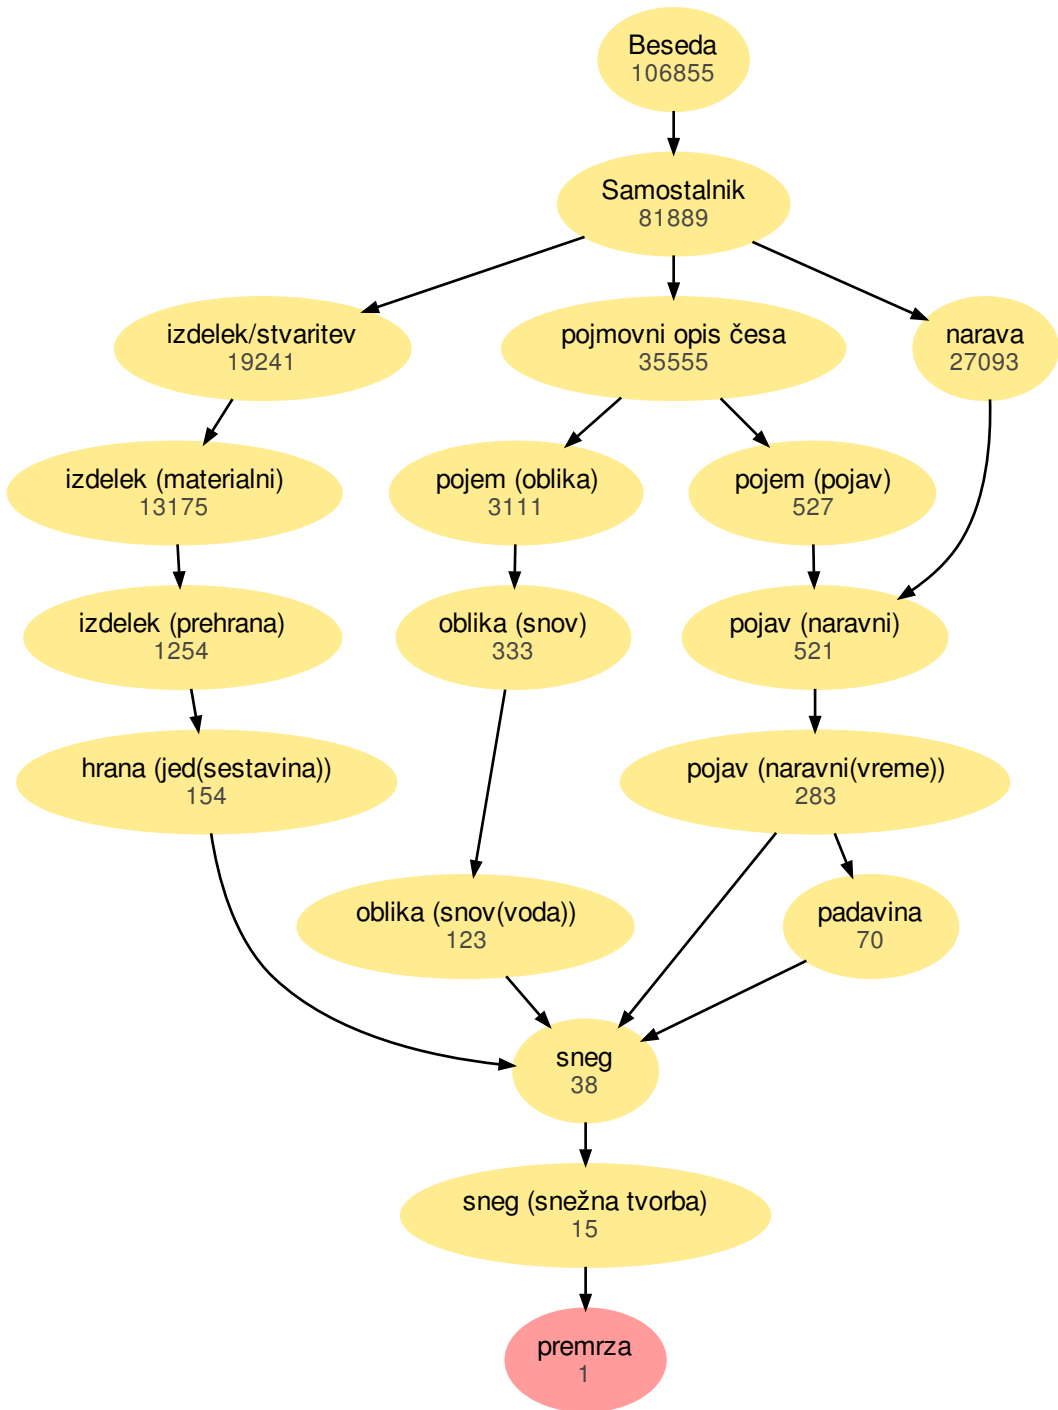 Beseda
106855
Samostalnik
81889
izdelek/stvaritev
19241
pojmovni opis česa
35555
narava
27093
izdelek (materialni)
13175
pojem (oblika)
3111
pojem (pojav)
527
izdelek (prehrana)
1254
oblika (snov)
333
pojav (naravni)
521
hrana (jed(sestavina))
154
pojav (naravni(vreme))
283
oblika (snov(voda))
123
padavina
70
sneg
38
sneg (snežna tvorba)
15
premrza
1